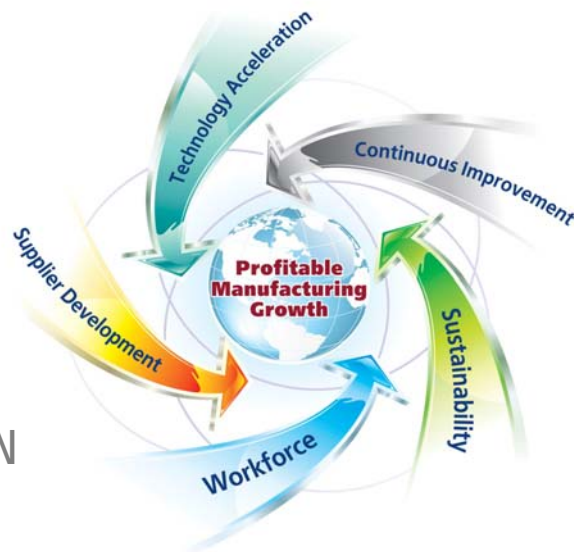 Technology Acceleration
Continuous Improvement
Supplier Development
Profitable
Manufacturing
Growth
Sustainability
Workforce
N